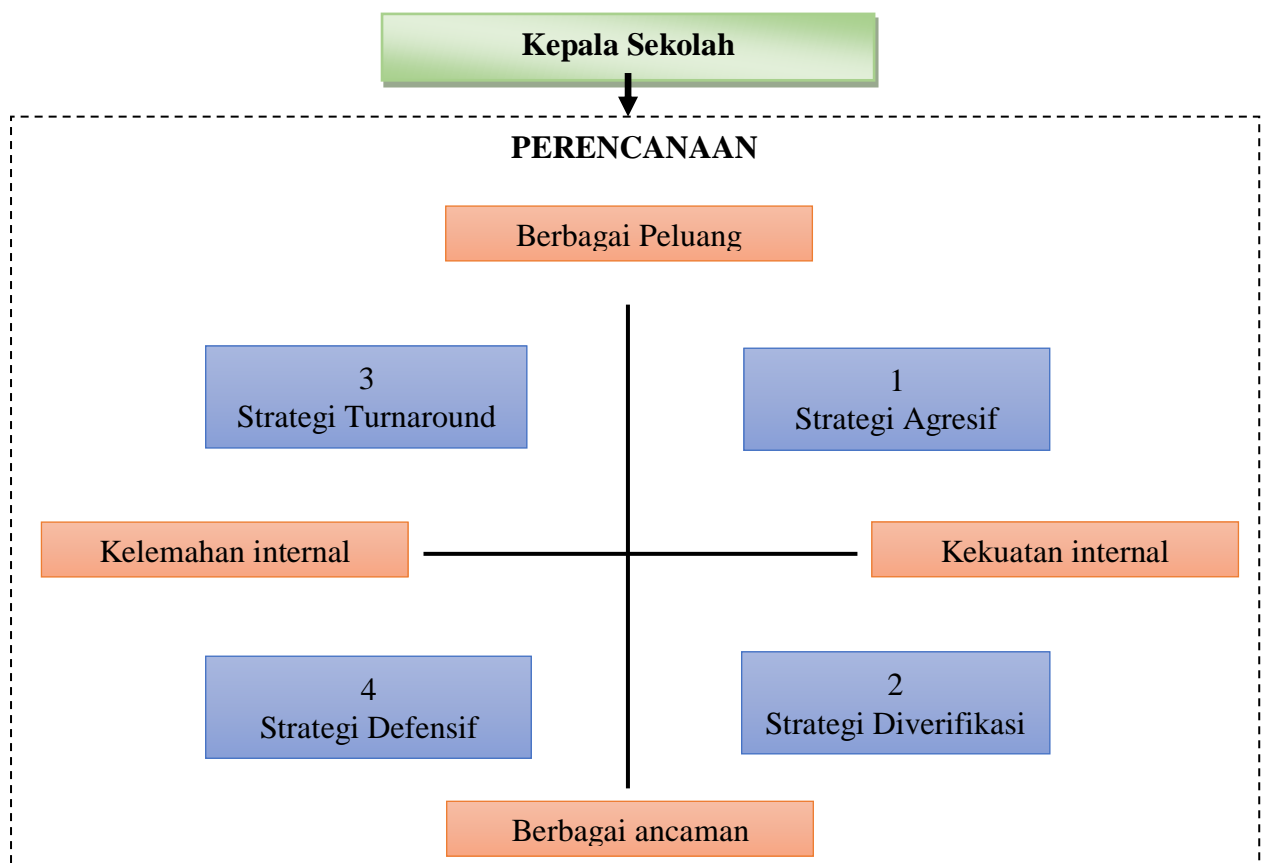 Kepala Sekolah
PERENCANAAN
Berbagai Peluang
3
Strategi Turnaround
1
Strategi Agresif
Kelemahan internal
Kekuatan internal
4
Strategi Defensif
2
Strategi Diverifikasi
Berbagai ancaman